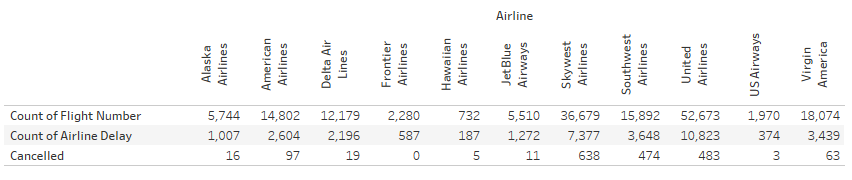 Airline
Alaska Airlines
American Airlines
Delta Air Lines
Frontier Airlines
Hawaiian Airlines
JetBlue Airways
Skywest Airlines
Southwest Airlines
United Airlines
US Airways
Virgin America
Count of Flight Number 5,744 14,802 12,179 2,280 732 5,510 36,679 15,892 52,673 1,970 18,074
Count of Airline Delay 1,007 2,604 2,196 587 187 1,272 7,377 3,648 10,823 374 3,439
Cancelled 16 97 19 0 5 11 638 474 483 3 63